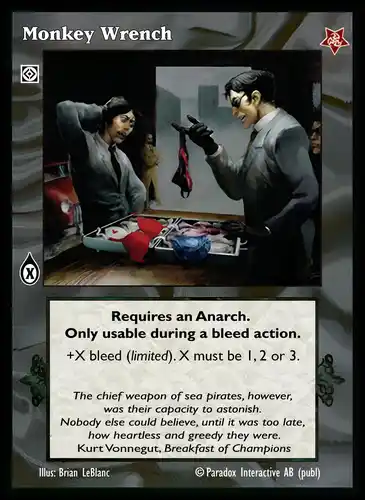 Monkey Wrench
X
Requires an Anarch.
Only usable during a bleed action.
+X bleed (limited). X must be 1, 2 or 3.
The chief weapon of sea pirates, however,
was their capacity to astonish.
Nobody else could believe, until it was too late,
how heartless and greedy they were.
Kurt Vonnegut, Breakfast of Champions
Illus: Brian LeBlanc
© Paradox Interactive AB (publ)